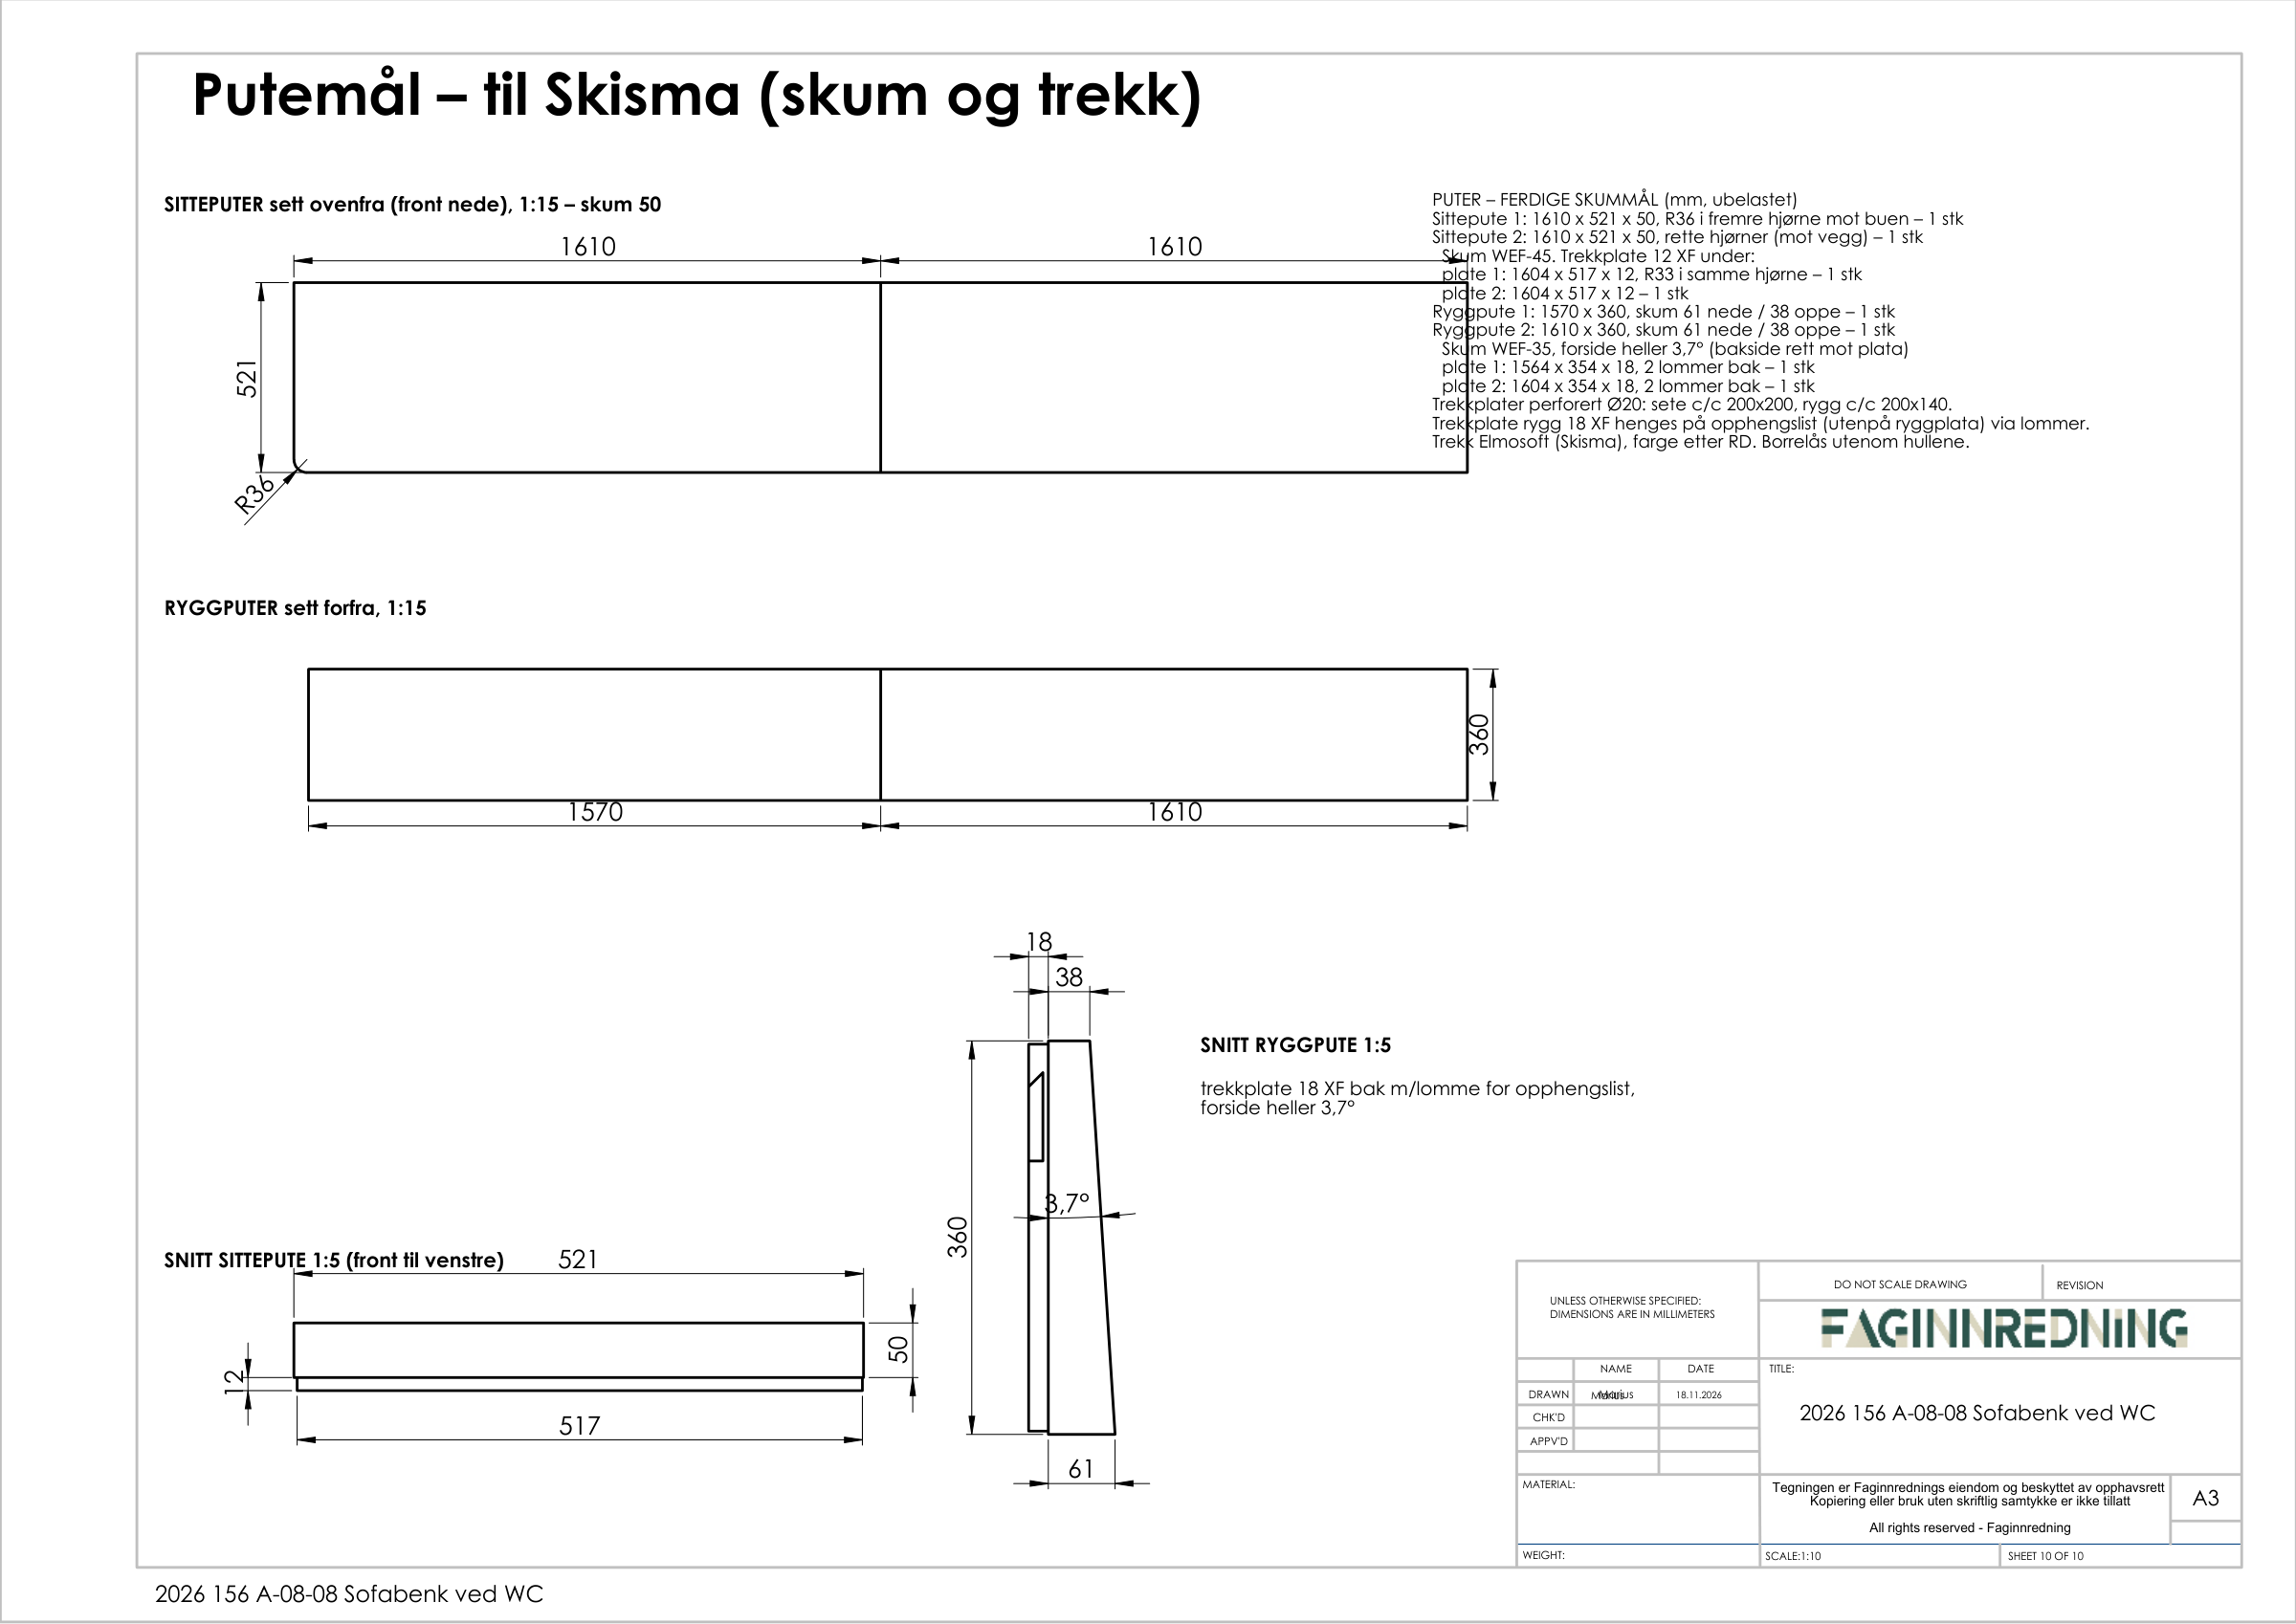 Putemål – til Skisma (skum og trekk)
SITTEPUTER sett ovenfra (front nede), 1:15 – skum 50
1610
1610
521
R36
PUTER – FERDIGE SKUMMÅL (mm, ubelastet)
Sittepute 1: 1610 x 521 x 50, R36 i fremre hjørne mot buen – 1 stk
Sittepute 2: 1610 x 521 x 50, rette hjørner (mot vegg) – 1 stk
Skum WEF-45. Trekkplate 12 XF under:
plate 1: 1604 x 517 x 12, R33 i samme hjørne – 1 stk
plate 2: 1604 x 517 x 12 – 1 stk
Ryggpute 1: 1570 x 360, skum 61 nede / 38 oppe – 1 stk
Ryggpute 2: 1610 x 360, skum 61 nede / 38 oppe – 1 stk
Skum WEF-35, forside heller 3,7° (bakside rett mot plata)
plate 1: 1564 x 354 x 18, 2 lommer bak – 1 stk
plate 2: 1604 x 354 x 18, 2 lommer bak – 1 stk
Trekkplater perforert Ø20: sete c/c 200x200, rygg c/c 200x140.
Trekkplate rygg 18 XF henges på opphengslist (utenpå ryggplata) via lommer.
Trekk Elmosoft (Skisma), farge etter RD. Borrelås utenom hullene.
RYGGPUTER sett forfra, 1:15
360
1570
1610
18
38
360
3,7°
61
SNITT RYGGPUTE 1:5
trekkplate 18 XF bak m/lomme for opphengslist,
forside heller 3,7°
SNITT SITTEPUTE 1:5 (front til venstre)
521
50
12
517
UNLESS OTHERWISE SPECIFIED:
DIMENSIONS ARE IN MILLIMETERS
DO NOT SCALE DRAWING
REVISION
FAGINNREDNING
NAME
DATE
TITLE:
DRAWN
Marius
18.11.2026
CHK'D
APPV'D
2026 156 A-08-08 Sofabenk ved WC
MATERIAL:
Tegningen er Faginnrednings eiendom og beskyttet av opphavsrett
Kopiering eller bruk uten skriftlig samtykke er ikke tillatt
All rights reserved - Faginnredning
A3
WEIGHT:
SCALE:1:10
SHEET 10 OF 10
2026 156 A-08-08 Sofabenk ved WC